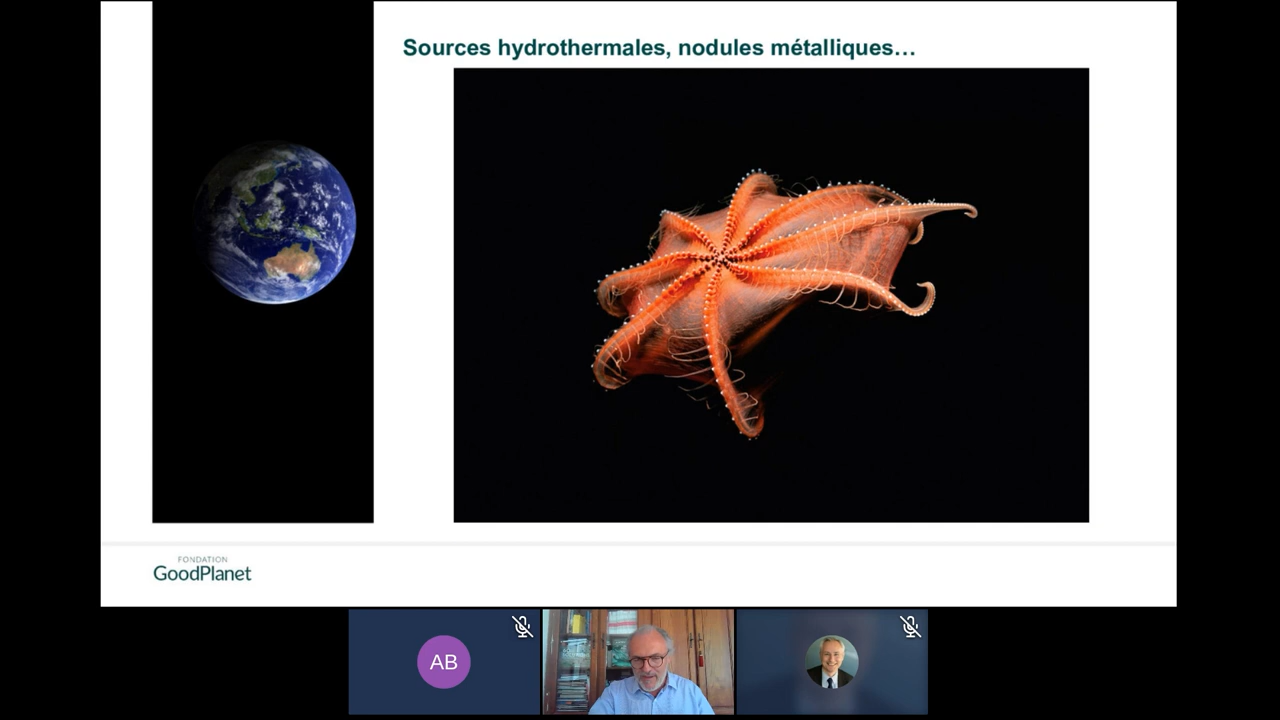 Sources hydrothermales, nodules métalliques…
FONDATION
GoodPlanet
AB